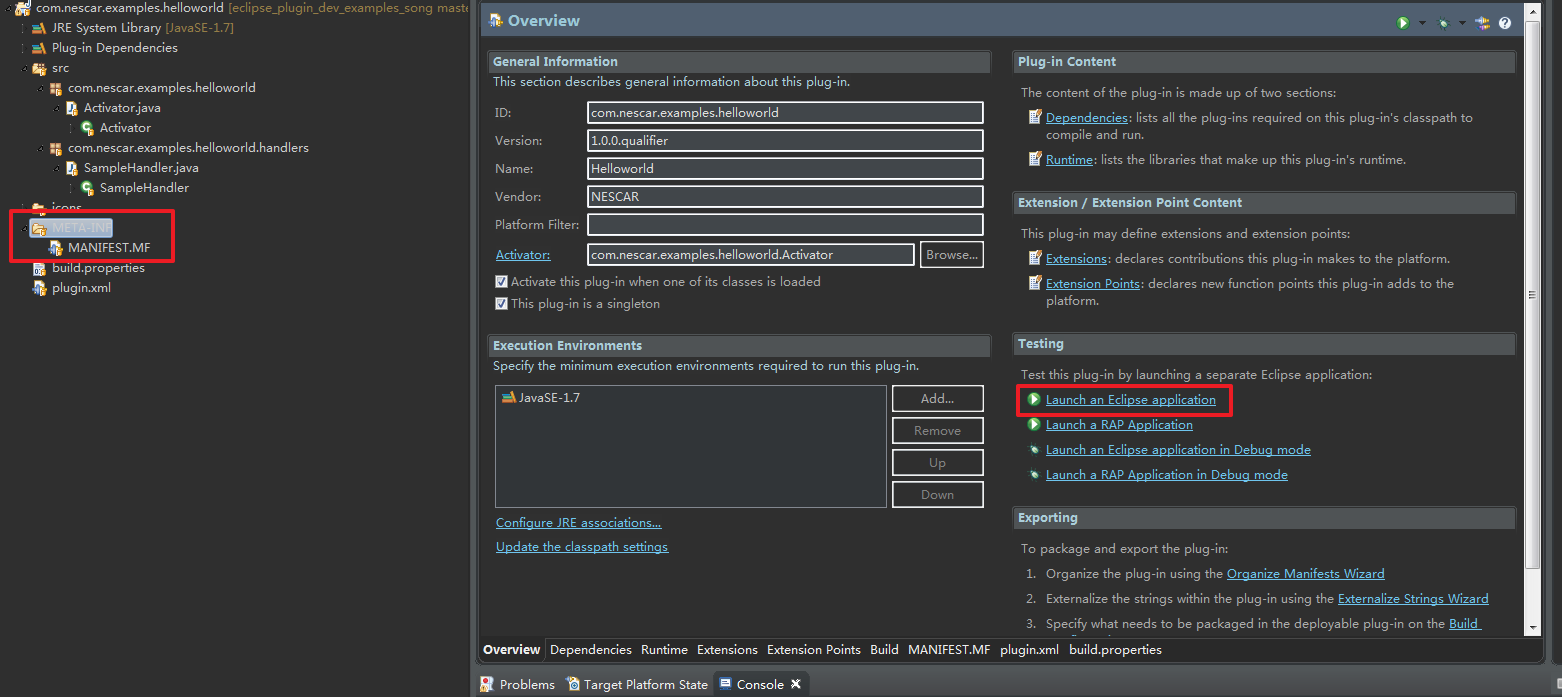 com.nescar.examples.helloworld [eclipse_plugin_dev_examples_song maste
JRE System Library [JavaSE-1.7]
Plug-in Dependencies
src
com.nescar.examples.helloworld
Activator.java
Activator
com.nescar.examples.helloworld.handlers
SampleHandler.java
SampleHandler
icons
META-INF
MANIFEST.MF
build.properties
plugin.xml
Overview
General Information
This section describes general information about this plug-in.
ID: com.nescar.examples.helloworld
Version: 1.0.0.qualifier
Name: Helloworld
Vendor: NESCAR
Platform Filter:
Activator: com.nescar.examples.helloworld.Activator Browse...
Activate this plug-in when one of its classes is loaded
This plug-in is a singleton
Execution Environments
Specify the minimum execution environments required to run this plug-in.
JavaSE-1.7
Add...
Remove
Up
Down
Configure JRE associations...
Update the classpath settings
Plug-in Content
The content of the plug-in is made up of two sections:
Dependencies: lists all the plug-ins required on this plug-in's classpath to
compile and run.
Runtime: lists the libraries that make up this plug-in's runtime.
Extension / Extension Point Content
This plug-in may define extensions and extension points:
Extensions: declares contributions this plug-in makes to the platform.
Extension Points: declares new function points this plug-in adds to the
platform.
Testing
Test this plug-in by launching a separate Eclipse application:
Launch an Eclipse application
Launch a RAP Application
Launch an Eclipse application in Debug mode
Launch a RAP Application in Debug mode
Exporting
To package and export the plug-in:
1. Organize the plug-in using the Organize Manifests Wizard
2. Externalize the strings within the plug-in using the Externalize Strings Wizard
3. Specify what needs to be packaged in the deployable plug-in on the Build
Overview Dependencies Runtime Extensions Extension Points Build MANIFEST.MF plugin.xml build.properties
Problems Target Platform State Console